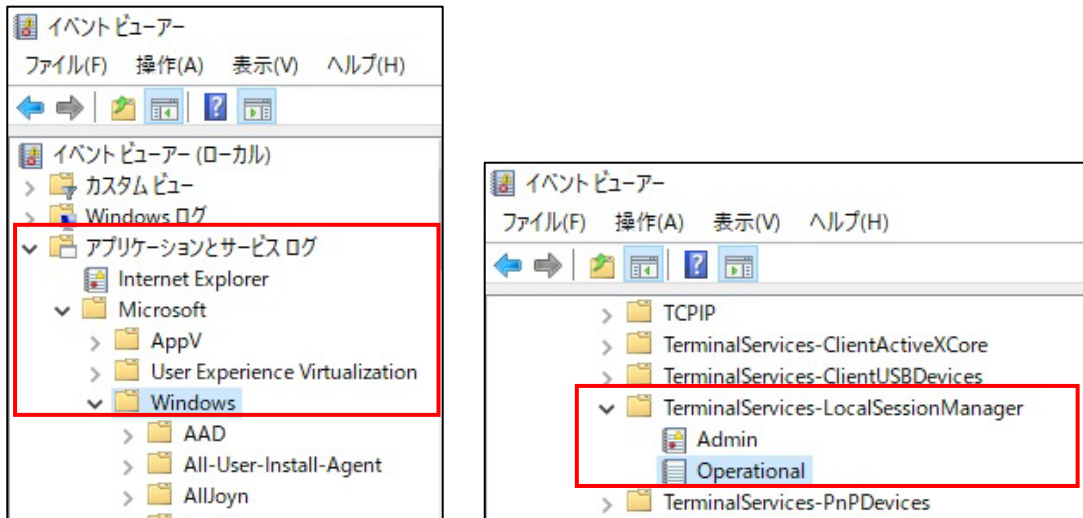 イベント ビューアー
ファイル(F) 操作(A) 表示(V) ヘルプ(H)
イベント ビューアー (ローカル)
カスタム ビュー
Windows ログ
アプリケーションとサービス ログ
Internet Explorer
Microsoft
AppV
User Experience Virtualization
Windows
AAD
All-User-Install-Agent
AllJoyn
イベント ビューアー
ファイル(F) 操作(A) 表示(V) ヘルプ(H)
TCPIP
TerminalServices-ClientActiveXCore
TerminalServices-ClientUSBDevices
TerminalServices-LocalSessionManager
Admin
Operational
TerminalServices-PnPDevices